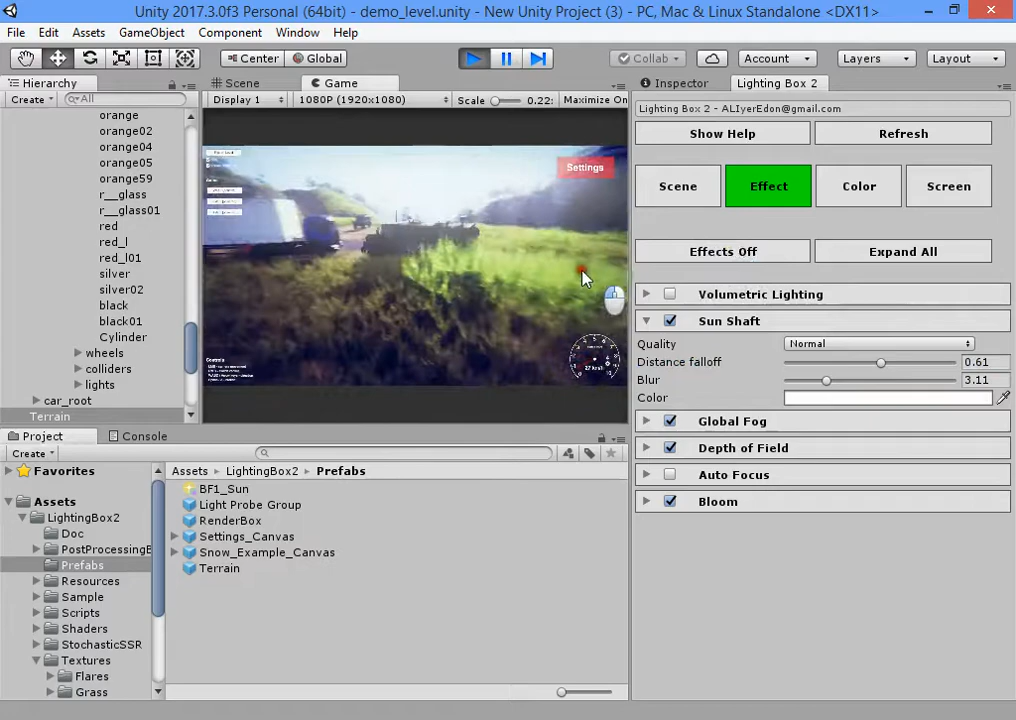 Unity 2017.3.0f3 Personal (64bit) - demo_level.unity - New Unity Project (3) - PC, Mac & Linux Standalone <DX11>
File Edit Assets GameObject Component Window Help
Center Global Collab Account Layers Layout
Hierarchy
Create All
orange
orange02
orange04
orange05
orange59
r__glass
r__glass01
red
red_l
red_l01
silver
silver02
black
black01
Cylinder
wheels
colliders
lights
car_root
Terrain
Scene Game
Display 1 1080P (1920x1080) Scale 0.22: Maximize On
Settings
Controls
Inspector Lighting Box 2
Lighting Box 2 - ALIyerEdon@gmail.com
Show Help Refresh
Scene Effect Color Screen
Effects Off Expand All
Volumetric Lighting
Sun Shaft
Quality Normal
Distance falloff 0.61
Blur 3.11
Color
Global Fog
Depth of Field
Auto Focus
Bloom
Project Console
Create
Favorites
Assets
LightingBox2
Doc
PostProcessingB
Prefabs
Resources
Sample
Scripts
Shaders
StochasticSSR
Textures
Flares
Grass
Assets LightingBox2 Prefabs
BF1_Sun
Light Probe Group
RenderBox
Settings_Canvas
Snow_Example_Canvas
Terrain